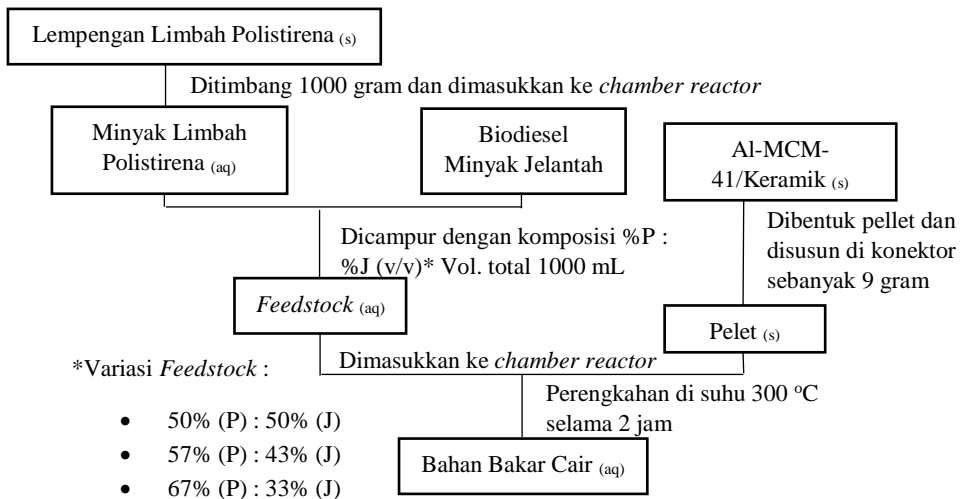 Lempengan Limbah Polistirena (s)
Ditimbang 1000 gram dan dimasukkan ke chamber reactor
Minyak Limbah
Polistirena (aq)
Biodiesel
Minyak Jelantah
Al-MCM-
41/Keramik (s)
Dicampur dengan komposisi %P :
%J (v/v)* Vol. total 1000 mL
Dibentuk pellet dan
disusun di konektor
sebanyak 9 gram
Feedstock (aq)
Pelet (s)
*Variasi Feedstock :
Dimasukkan ke chamber reactor
Perengkahan di suhu 300 °C
selama 2 jam
• 50% (P) : 50% (J)
• 57% (P) : 43% (J)
• 67% (P) : 33% (J)
Bahan Bakar Cair (aq)